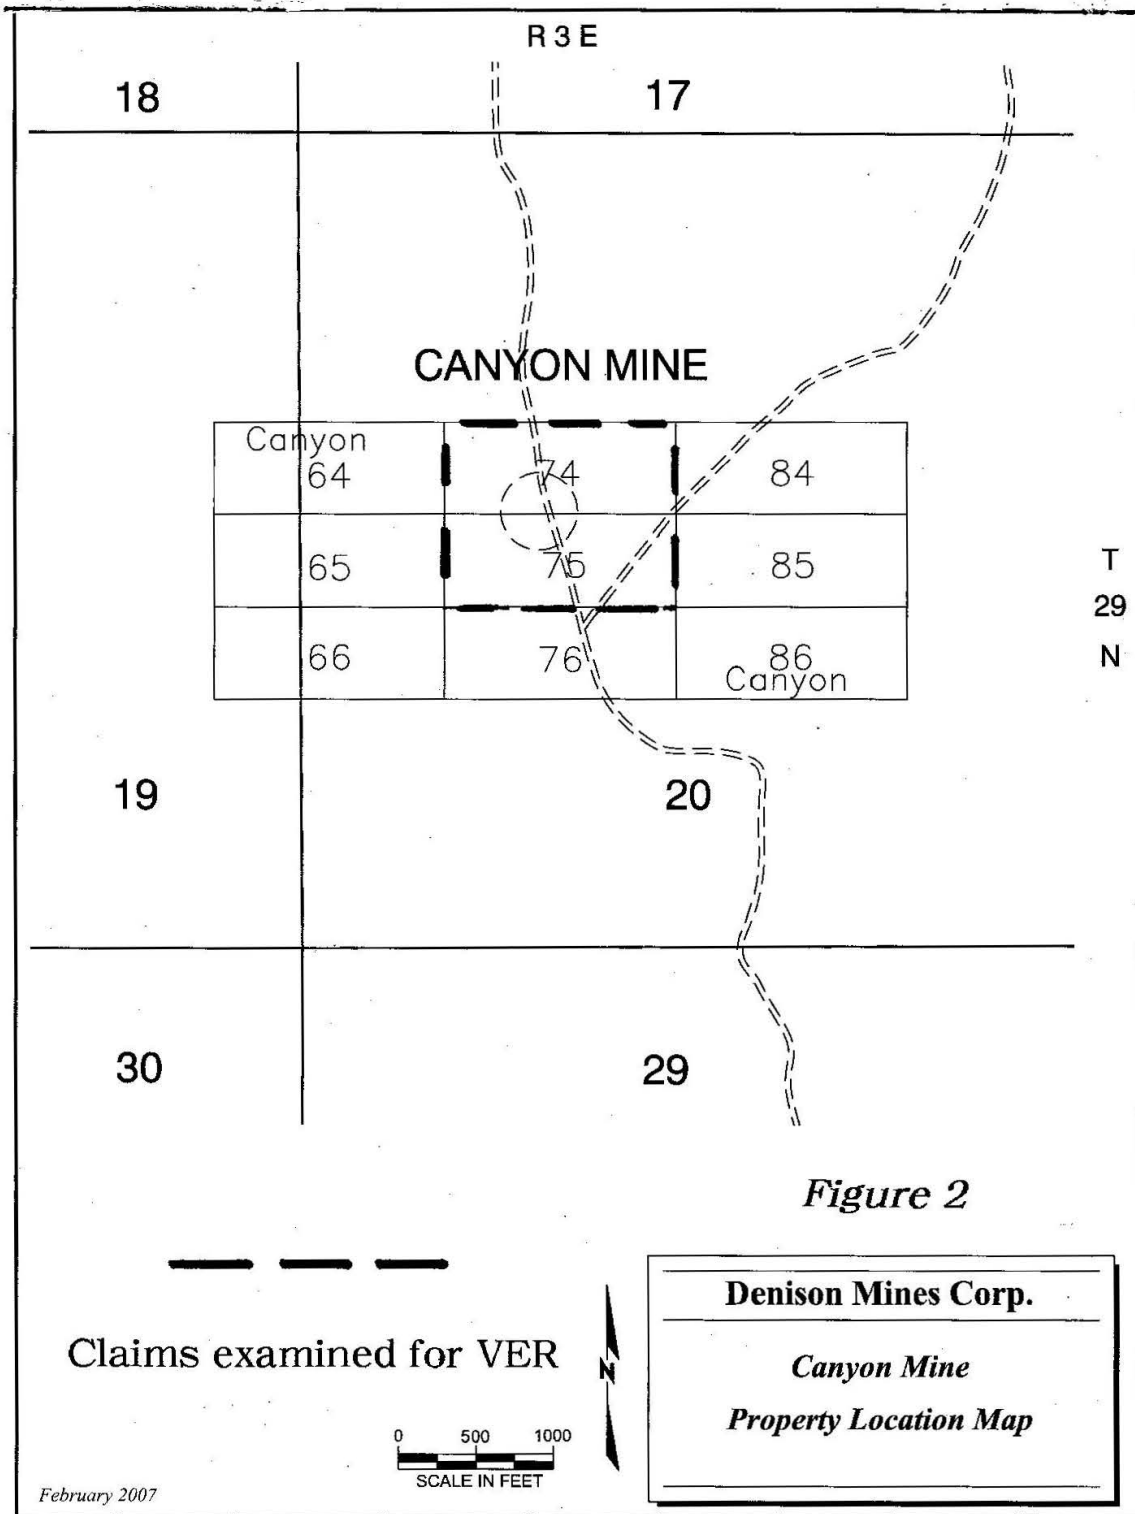 R 3 E
18 17
CANYON MINE
Canyon
64 74 84
65 75 85
66 76 86
Canyon
T
29
N
19 20
30 29
Figure 2
Claims examined for VER
Denison Mines Corp.
Canyon Mine
Property Location Map
N
0 500 1000
SCALE IN FEET
February 2007